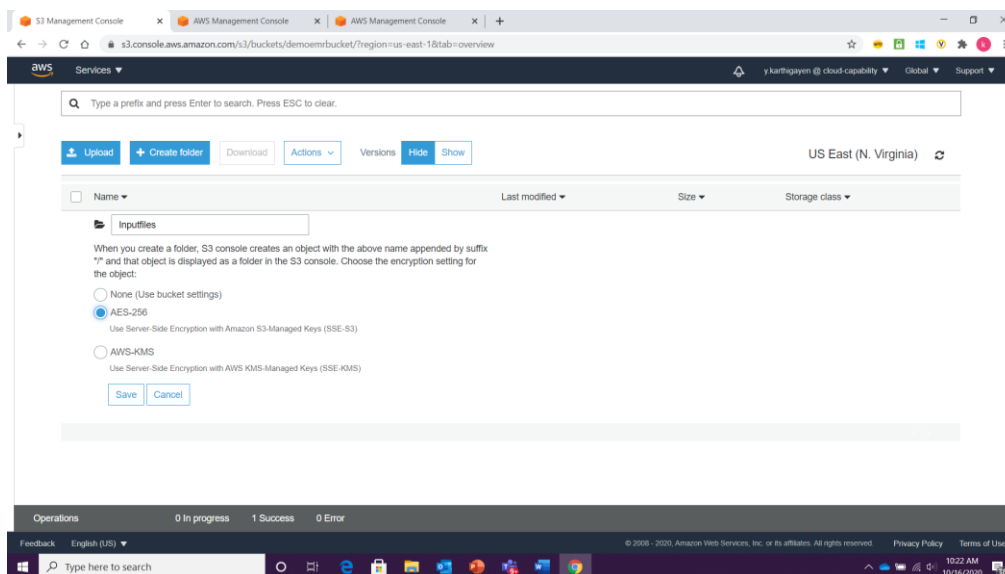 S3 Management Console
AWS Management Console
AWS Management Console
s3.console.aws.amazon.com/s3/buckets/demoemrbucket/?region=us-east-1&tab=overview
aws Services y.karthigayen @ cloud-capability Global Support
Type a prefix and press Enter to search. Press ESC to clear.
Upload + Create folder Download Actions Versions Hide Show US East (N. Virginia)
Name Last modified Size Storage class
Inputfiles
When you create a folder, S3 console creates an object with the above name appended by suffix
"/" and that object is displayed as a folder in the S3 console. Choose the encryption setting for
the object:
None (Use bucket settings)
AES-256
Use Server-Side Encryption with Amazon S3-Managed Keys (SSE-S3)
AWS-KMS
Use Server-Side Encryption with AWS KMS-Managed Keys (SSE-KMS)
Save Cancel
Operations 0 In progress 1 Success 0 Error
Feedback English (US) © 2008 - 2020, Amazon Web Services, Inc. or its affiliates. All rights reserved. Privacy Policy Terms of Use
Type here to search 10:22 AM
10/16/2020